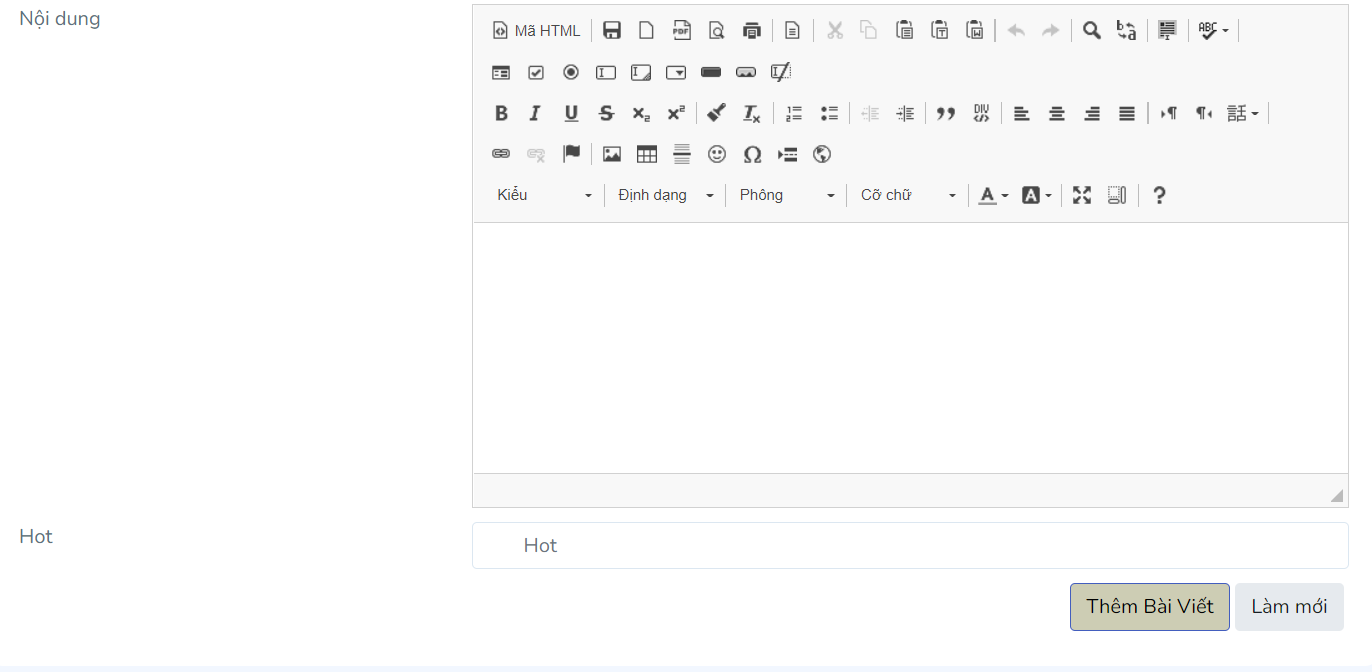 Nội dung
Mã HTML
Kiểu
Định dạng
Phông
Cỡ chữ
Hot
Hot
Thêm Bài Viết
Làm mới